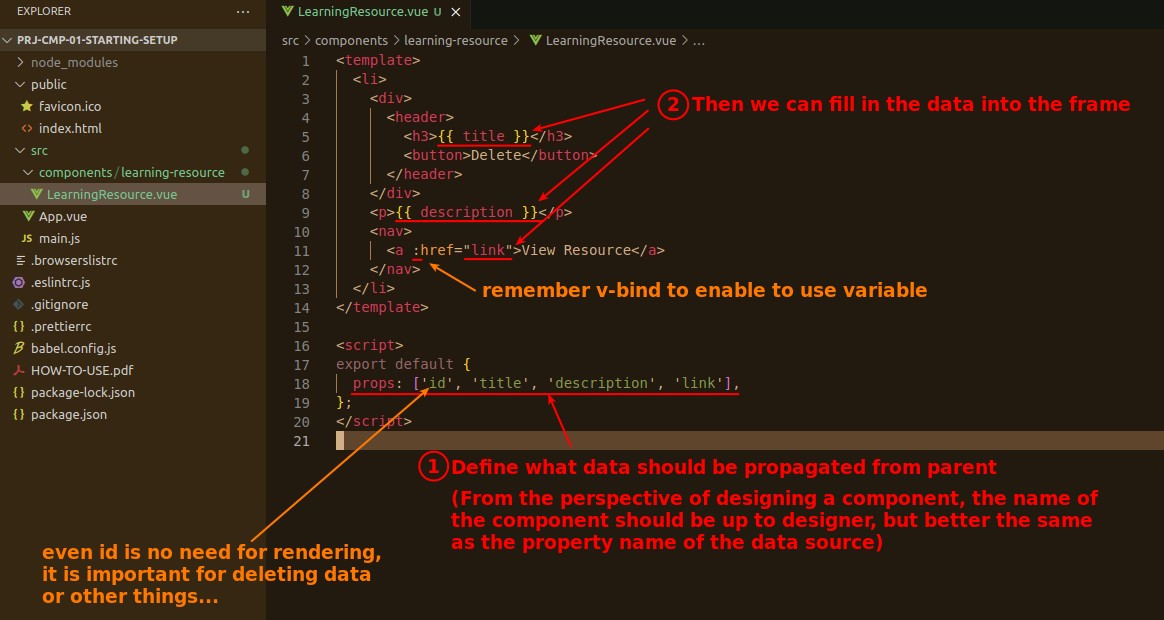 EXPLORER ···
LearningResource.vue U ×
PRJ-CMP-01-STARTING-SETUP
node_modules
public
favicon.ico
index.html
src
components/learning-resource
LearningResource.vue U
App.vue
JS main.js
.browserslistrc
.eslintrc.js
.gitignore
{} .prettierrc
babel.config.js
HOW-TO-USE.pdf
{} package-lock.json
{} package.json
src > components > learning-resource > LearningResource.vue > ...
1 <template>
2 <li>
3 <div>
4 <header>
5 <h3>{{ title }}</h3>
6 <button>Delete</button>
7 </header>
8 </div>
9 <p>{{ description }}</p>
10 <nav>
11 <a :href="link">View Resource</a>
12 </nav>
13 </li>
14 </template>
15
16 <script>
17 export default {
18 props: ['id', 'title', 'description', 'link'],
19 };
20 </script>
21
2 Then we can fill in the data into the frame
remember v-bind to enable to use variable
1 Define what data should be propagated from parent
(From the perspective of designing a component, the name of
the component should be up to designer, but better the same
as the property name of the data source)
even id is no need for rendering,
it is important for deleting data
or other things...